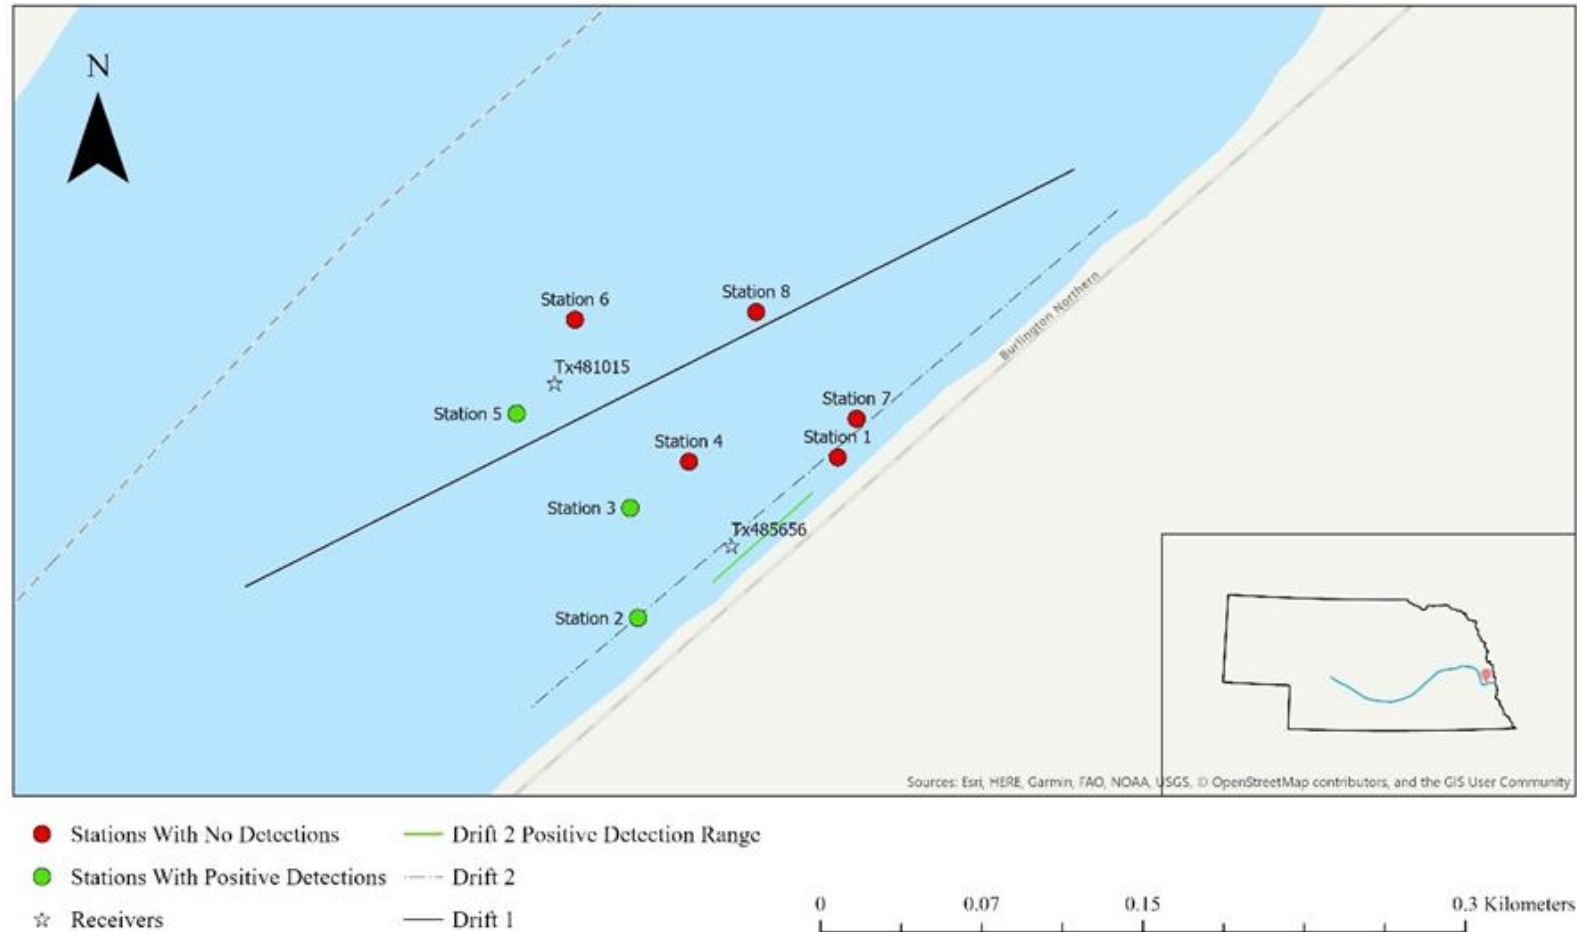 N
Station 6
Station 8
Tx481015
Station 5
Station 7
Station 4
Station 1
Station 3
Tx485656
Station 2
Burlington Northern
Sources: Esri, HERE, Garmin, FAO, NOAA, USGS, © OpenStreetMap contributors, and the GIS User Community
Stations With No Detections
Drift 2 Positive Detection Range
Stations With Positive Detections
Drift 2
Receivers
Drift 1
0 0.07 0.15 0.3 Kilometers